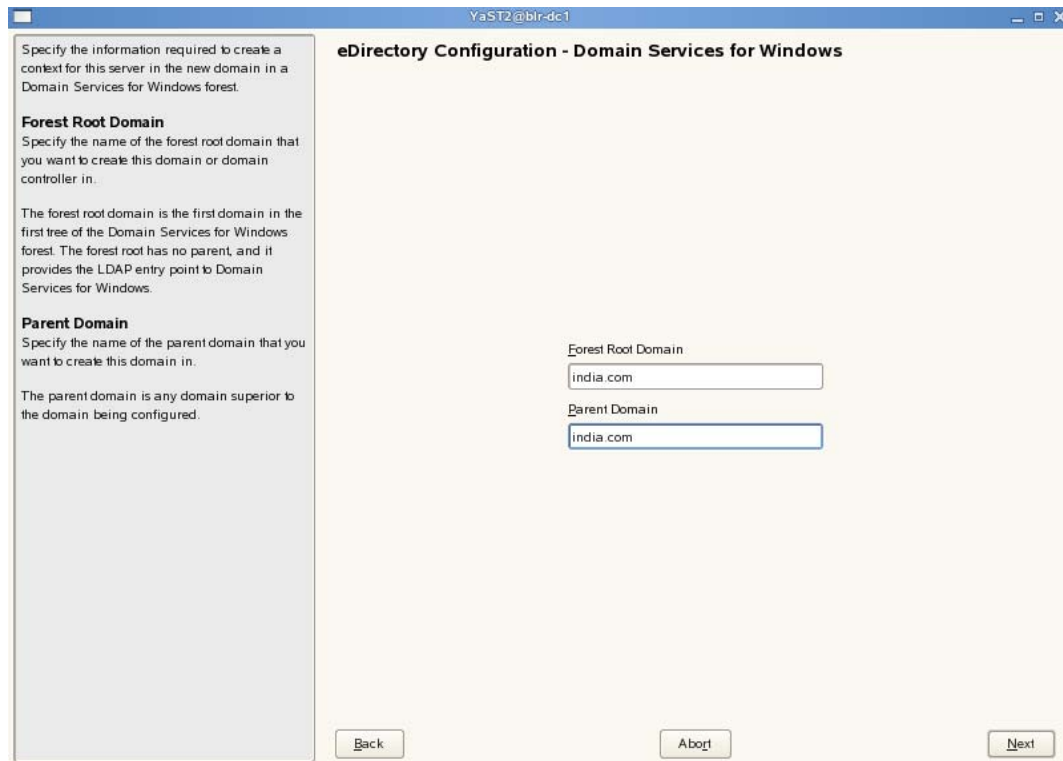 YaST2@blr-dc1
Specify the information required to create a
context for this server in the new domain in a
Domain Services for Windows forest.
Forest Root Domain
Specify the name of the forest root domain that
you want to create this domain or domain
controller in.
The forest root domain is the first domain in the
first tree of the Domain Services for Windows
forest. The forest root has no parent, and it
provides the LDAP entry point to Domain
Services for Windows.
Parent Domain
Specify the name of the parent domain that you
want to create this domain in.
The parent domain is any domain superior to
the domain being configured.
eDirectory Configuration - Domain Services for Windows
Forest Root Domain
india.com
Parent Domain
india.com
Back
Abort
Next